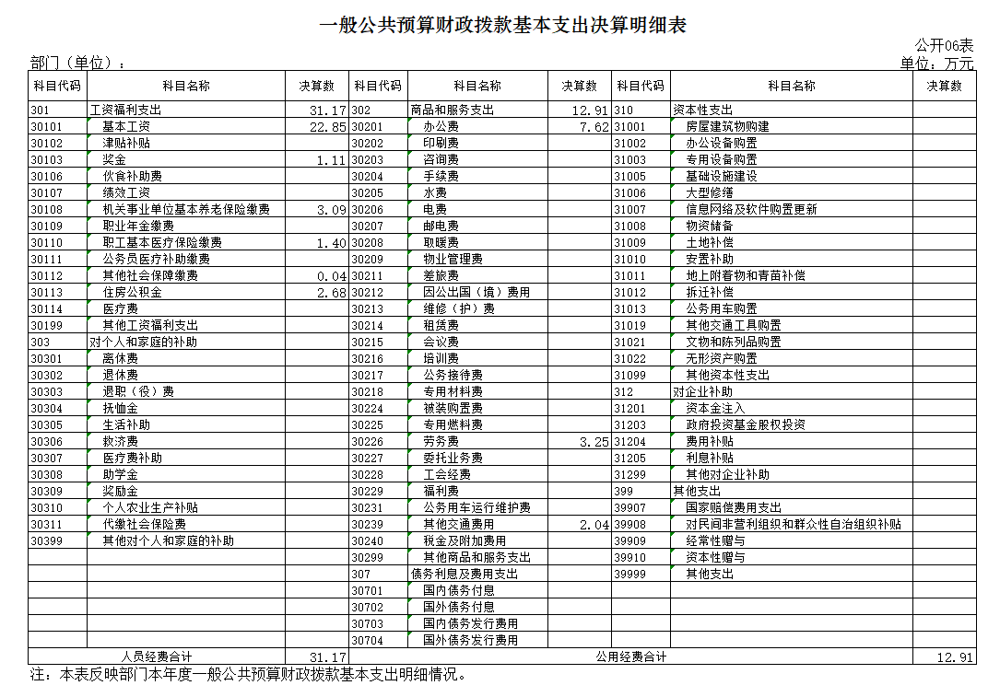 一般公共预算财政拨款基本支出决算明细表
公开06表
部门（单位）： 单位：万元
科目代码 科目名称 决算数 科目代码 科目名称 决算数 科目代码 科目名称 决算数
301 工资福利支出 31.17 302 商品和服务支出 12.91 310 资本性支出
30101 基本工资 22.85 30201 办公费 7.62 31001 房屋建筑物购建
30102 津贴补贴 30202 印刷费 31002 办公设备购置
30103 奖金 1.11 30203 咨询费 31003 专用设备购置
30106 伙食补助费 30204 手续费 31005 基础设施建设
30107 绩效工资 30205 水费 31006 大型修缮
30108 机关事业单位基本养老保险缴费 3.09 30206 电费 31007 信息网络及软件购置更新
30109 职业年金缴费 30207 邮电费 31008 物资储备
30110 职工基本医疗保险缴费 1.40 30208 取暖费 31009 土地补偿
30111 公务员医疗补助缴费 30209 物业管理费 31010 安置补助
30112 其他社会保障缴费 0.04 30211 差旅费 31011 地上附着物和青苗补偿
30113 住房公积金 2.68 30212 因公出国（境）费用 31012 拆迁补偿
30114 医疗费 30213 维修（护）费 31013 公务用车购置
30199 其他工资福利支出 30214 租赁费 31019 其他交通工具购置
303 对个人和家庭的补助 30215 会议费 31021 文物和陈列品购置
30301 离休费 30216 培训费 31022 无形资产购置
30302 退休费 30217 公务接待费 31099 其他资本性支出
30303 退职（役）费 30218 专用材料费 312 对企业补助
30304 抚恤金 30224 被装购置费 31201 资本金注入
30305 生活补助 30225 专用燃料费 31203 政府投资基金股权投资
30306 救济费 30226 劳务费 3.25 31204 费用补贴
30307 医疗费补助 30227 委托业务费 31205 利息补贴
30308 助学金 30228 工会经费 31299 其他对企业补助
30309 奖励金 30229 福利费 399 其他支出
30310 个人农业生产补贴 30231 公务用车运行维护费 39907 国家赔偿费用支出
30311 代缴社会保险费 30239 其他交通费用 2.04 39908 对民间非营利组织和群众性自治组织补贴
30399 其他对个人和家庭的补助 30240 税金及附加费用 39909 经常性赠与
30299 其他商品和服务支出 39910 资本性赠与
307 债务利息及费用支出 39999 其他支出
30701 国内债务付息
30702 国外债务付息
30703 国内债务发行费用
30704 国外债务发行费用
人员经费合计 31.17 公用经费合计 12.91
注：本表反映部门本年度一般公共预算财政拨款基本支出明细情况。